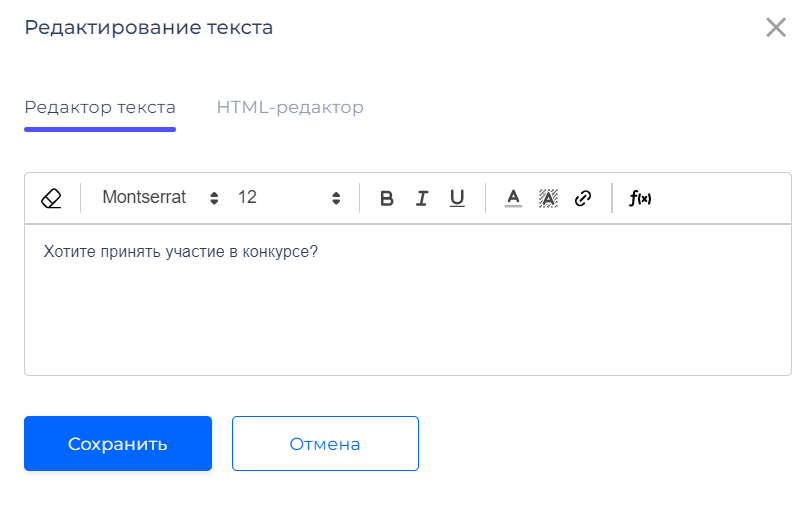 Редактирование текста
Редактор текста HTML-редактор
Montserrat 12 B I U A A f(x)
Хотите принять участие в конкурсе?
Сохранить Отмена